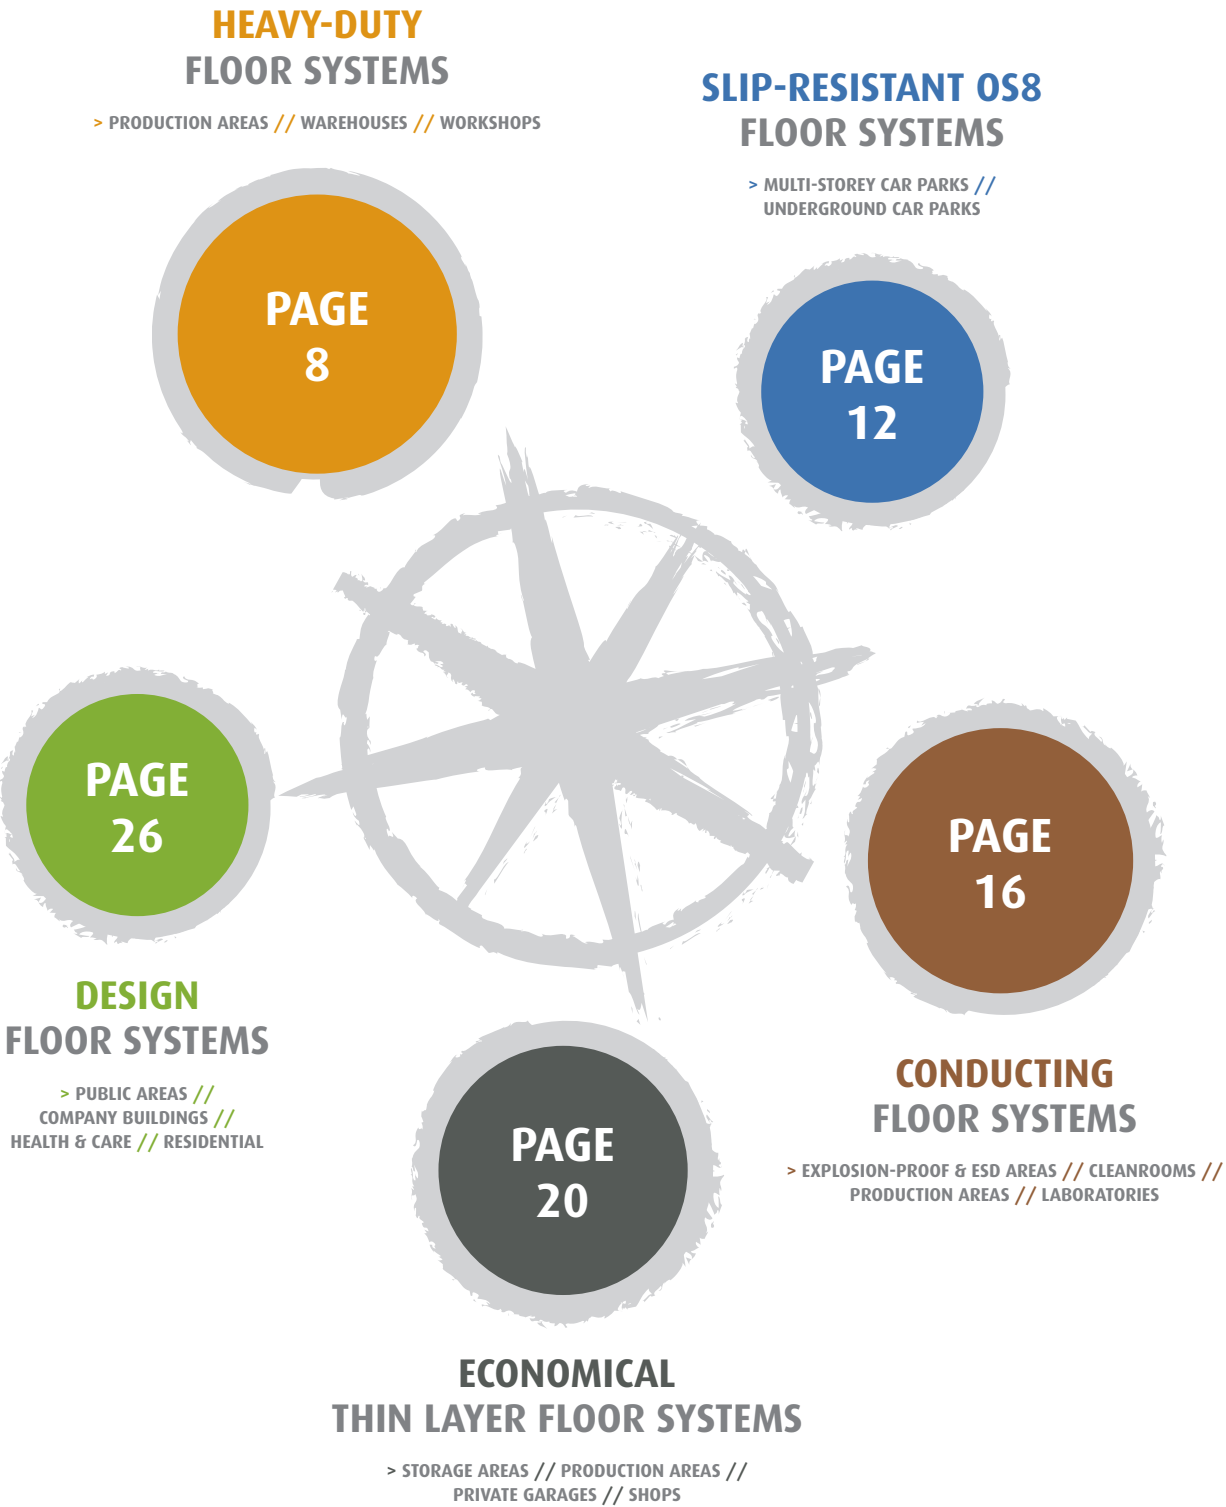 HEAVY-DUTY
FLOOR SYSTEMS
> PRODUCTION AREAS // WAREHOUSES // WORKSHOPS
PAGE
8
SLIP-RESISTANT OS8
FLOOR SYSTEMS
> MULTI-STOREY CAR PARKS //
UNDERGROUND CAR PARKS
PAGE
12
PAGE
16
CONDUCTING
FLOOR SYSTEMS
> EXPLOSION-PROOF & ESD AREAS // CLEANROOMS //
PRODUCTION AREAS // LABORATORIES
PAGE
20
ECONOMICAL
THIN LAYER FLOOR SYSTEMS
> STORAGE AREAS // PRODUCTION AREAS //
PRIVATE GARAGES // SHOPS
PAGE
26
DESIGN
FLOOR SYSTEMS
> PUBLIC AREAS //
COMPANY BUILDINGS //
HEALTH & CARE // RESIDENTIAL